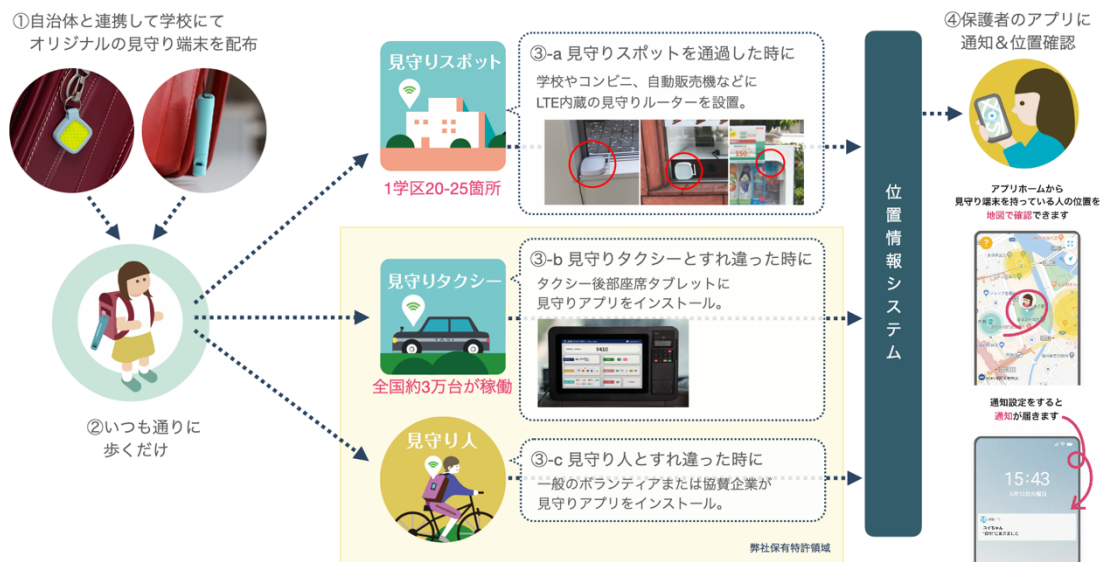 ①自治体と連携して学校にて
オリジナルの見守り端末を配布
②いつも通りに
歩くだけ
見守りスポット
1学区20-25箇所
③-a 見守りスポットを通過した時に
学校やコンビニ、自動販売機などに
LTE内蔵の見守りルーターを設置。
見守りタクシー
全国約3万台が稼働
③-b 見守りタクシーとすれ違った時に
タクシー後部座席タブレットに
見守りアプリをインストール。
見守り人
③-c 見守り人とすれ違った時に
一般のボランティアまたは協賛企業が
見守りアプリをインストール。
弊社保有特許領域
位置情報システム
④保護者のアプリに
通知＆位置確認
アプリホームから
見守り端末を持っている人の位置を
地図で確認できます
通知設定をすると
通知が届きます
15:43